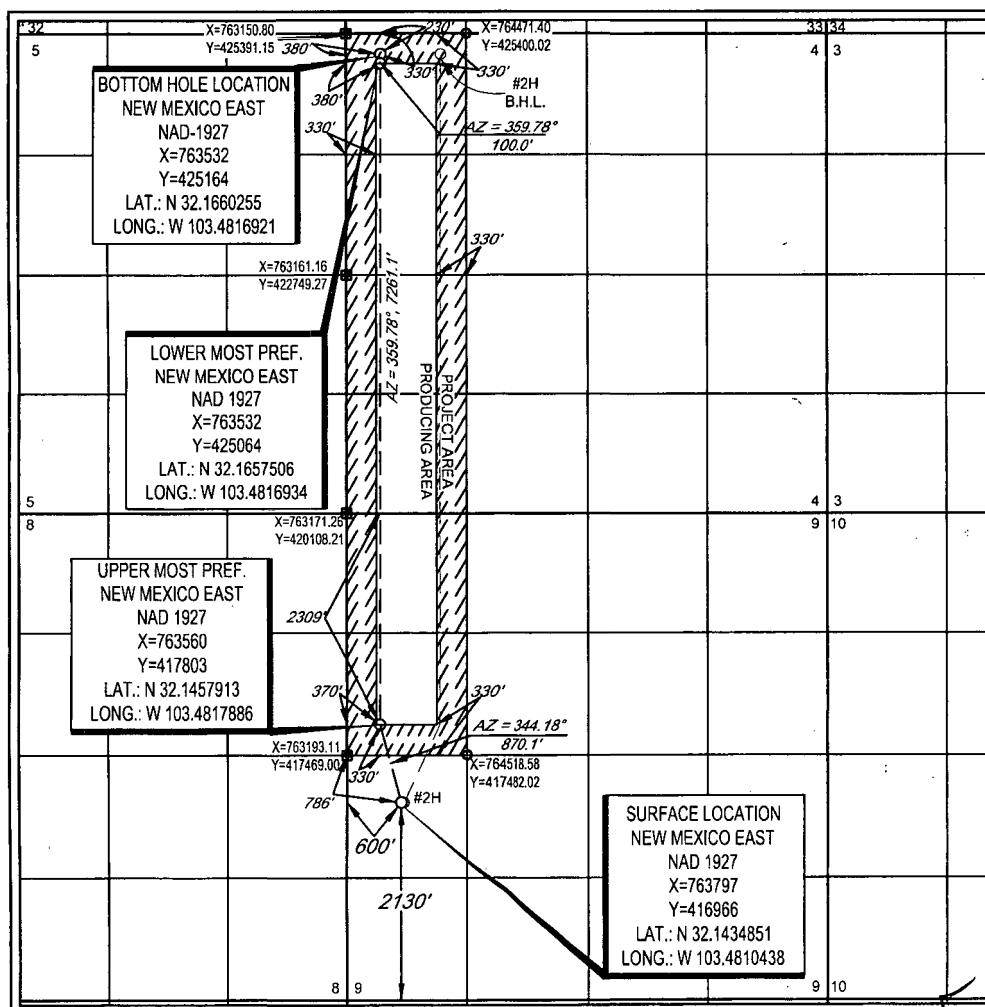 32
X=763150.80
Y=425391.15
230'
X=764471.40
Y=425400.02
33 34
5
4 3
380'
330'
330'
#2H
B.H.L.
BOTTOM HOLE LOCATION
NEW MEXICO EAST
NAD-1927
X=763532
Y=425164
LAT.: N 32.1660255
LONG.: W 103.4816921
380'
330'
AZ = 359.78°
100.0'
330'
X=763161.16
Y=422749.27
AZ = 359.78°, 7261.1'
LOWER MOST PREF.
NEW MEXICO EAST
NAD 1927
X=763532
Y=425064
LAT.: N 32.1657506
LONG.: W 103.4816934
PROJECT AREA
PRODUCING AREA
5
8
X=763171.26
Y=420108.21
4 3
9 10
UPPER MOST PREF.
NEW MEXICO EAST
NAD 1927
X=763560
Y=417803
LAT.: N 32.1457913
LONG.: W 103.4817886
2309'
370'
330'
AZ = 344.18°
870.1'
X=763193.11
Y=417469.00
330'
X=764518.58
Y=417482.02
786'
#2H
600'
2130'
SURFACE LOCATION
NEW MEXICO EAST
NAD 1927
X=763797
Y=416966
LAT.: N 32.1434851
LONG.: W 103.4810438
8 9
9 10